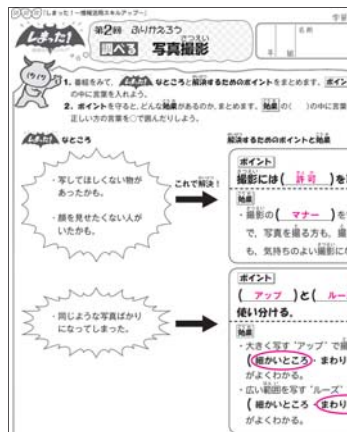 「しまった！ー情報活用スキルアップー」
学習
しまった！
第2回 ふりかえろう
調べる 写真撮影
さつえい
名前
年
組
1. 番組をみて、しまった！なところと解決するためのポイントをまとめます。ポイン
の中に言葉を入れよう。
2. ポイントを守ると、どんな効果があるのか、まとめます。効果の（ ）の中に言葉
正しい方の言葉を○で囲んだりしよう。
しまった！なところ
解決するためのポイントと効果
・写してほしくない物が
あったかも。
・顔を見せたくない人が
いたかも。
これで解決！
ポイント
撮影には（ 許可 ）を
効果
・撮影の（ マナー ）を
で、写真を撮る方も、撮
も、気持ちのよい撮影に
・同じような写真ばかり
になってしまった。
ポイント
（ アップ ）と（ ルー
使い分ける。
効果
・大きく写す“アップ”で撮
（細かいところ・まわり
がよくわかる。
・広い範囲を写す“ルーズ”
（細かいところ・まわり
がよくわかる。